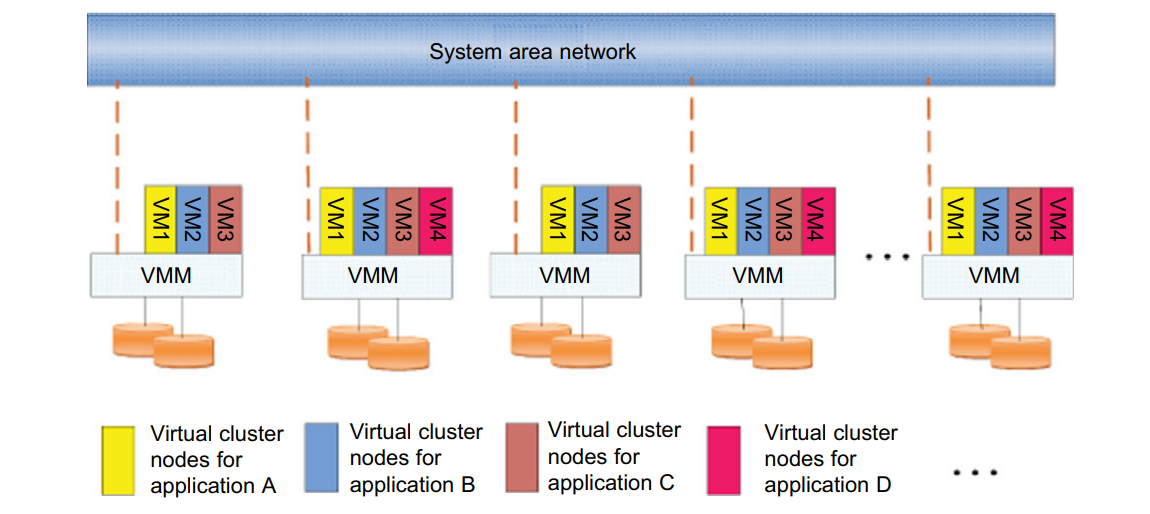 System area network
VM1 VM2 VM3
VM1 VM2 VM3 VM4
VM1 VM2 VM3
VM1 VM2 VM3 VM4
VM1 VM2 VM3 VM4
VMM
VMM
VMM
VMM
VMM
• • •
Virtual cluster
nodes for
application A
Virtual cluster
nodes for
application B
Virtual cluster
nodes for
application C
Virtual cluster
nodes for
application D
• • •